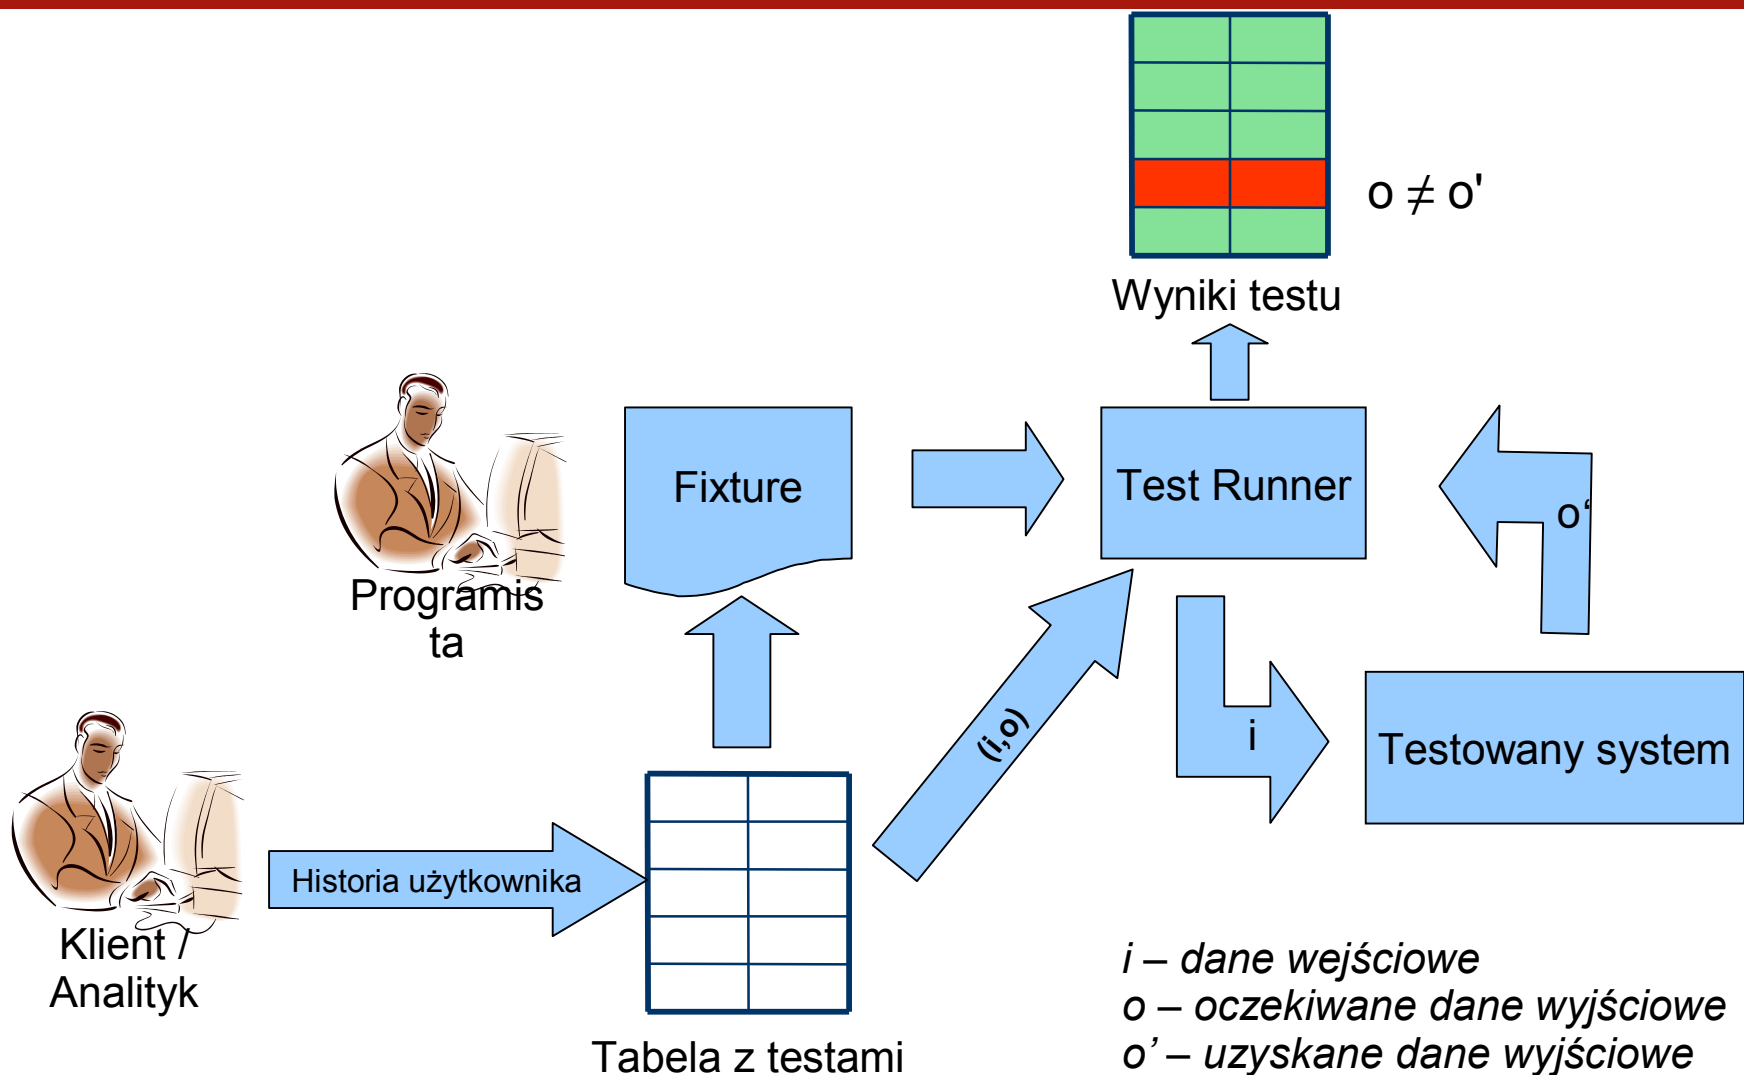 o ≠ o'
Wyniki testu
Fixture
Test Runner
o‘
Programis
ta
(i,o)
i
Testowany system
Historia użytkownika
Klient /
Analityk
Tabela z testami
i – dane wejściowe
o – oczekiwane dane wyjściowe
o’ – uzyskane dane wyjściowe